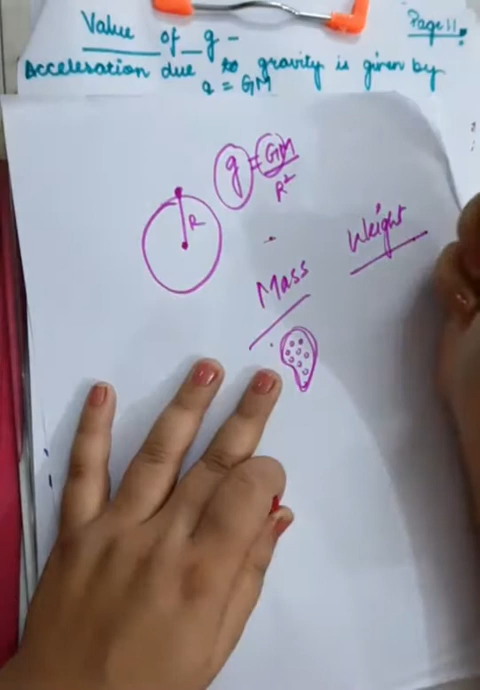 Value of g - Page 11.
Acceleration due to gravity is given by
a = GM
g = GM
R²
R
Mass Weight